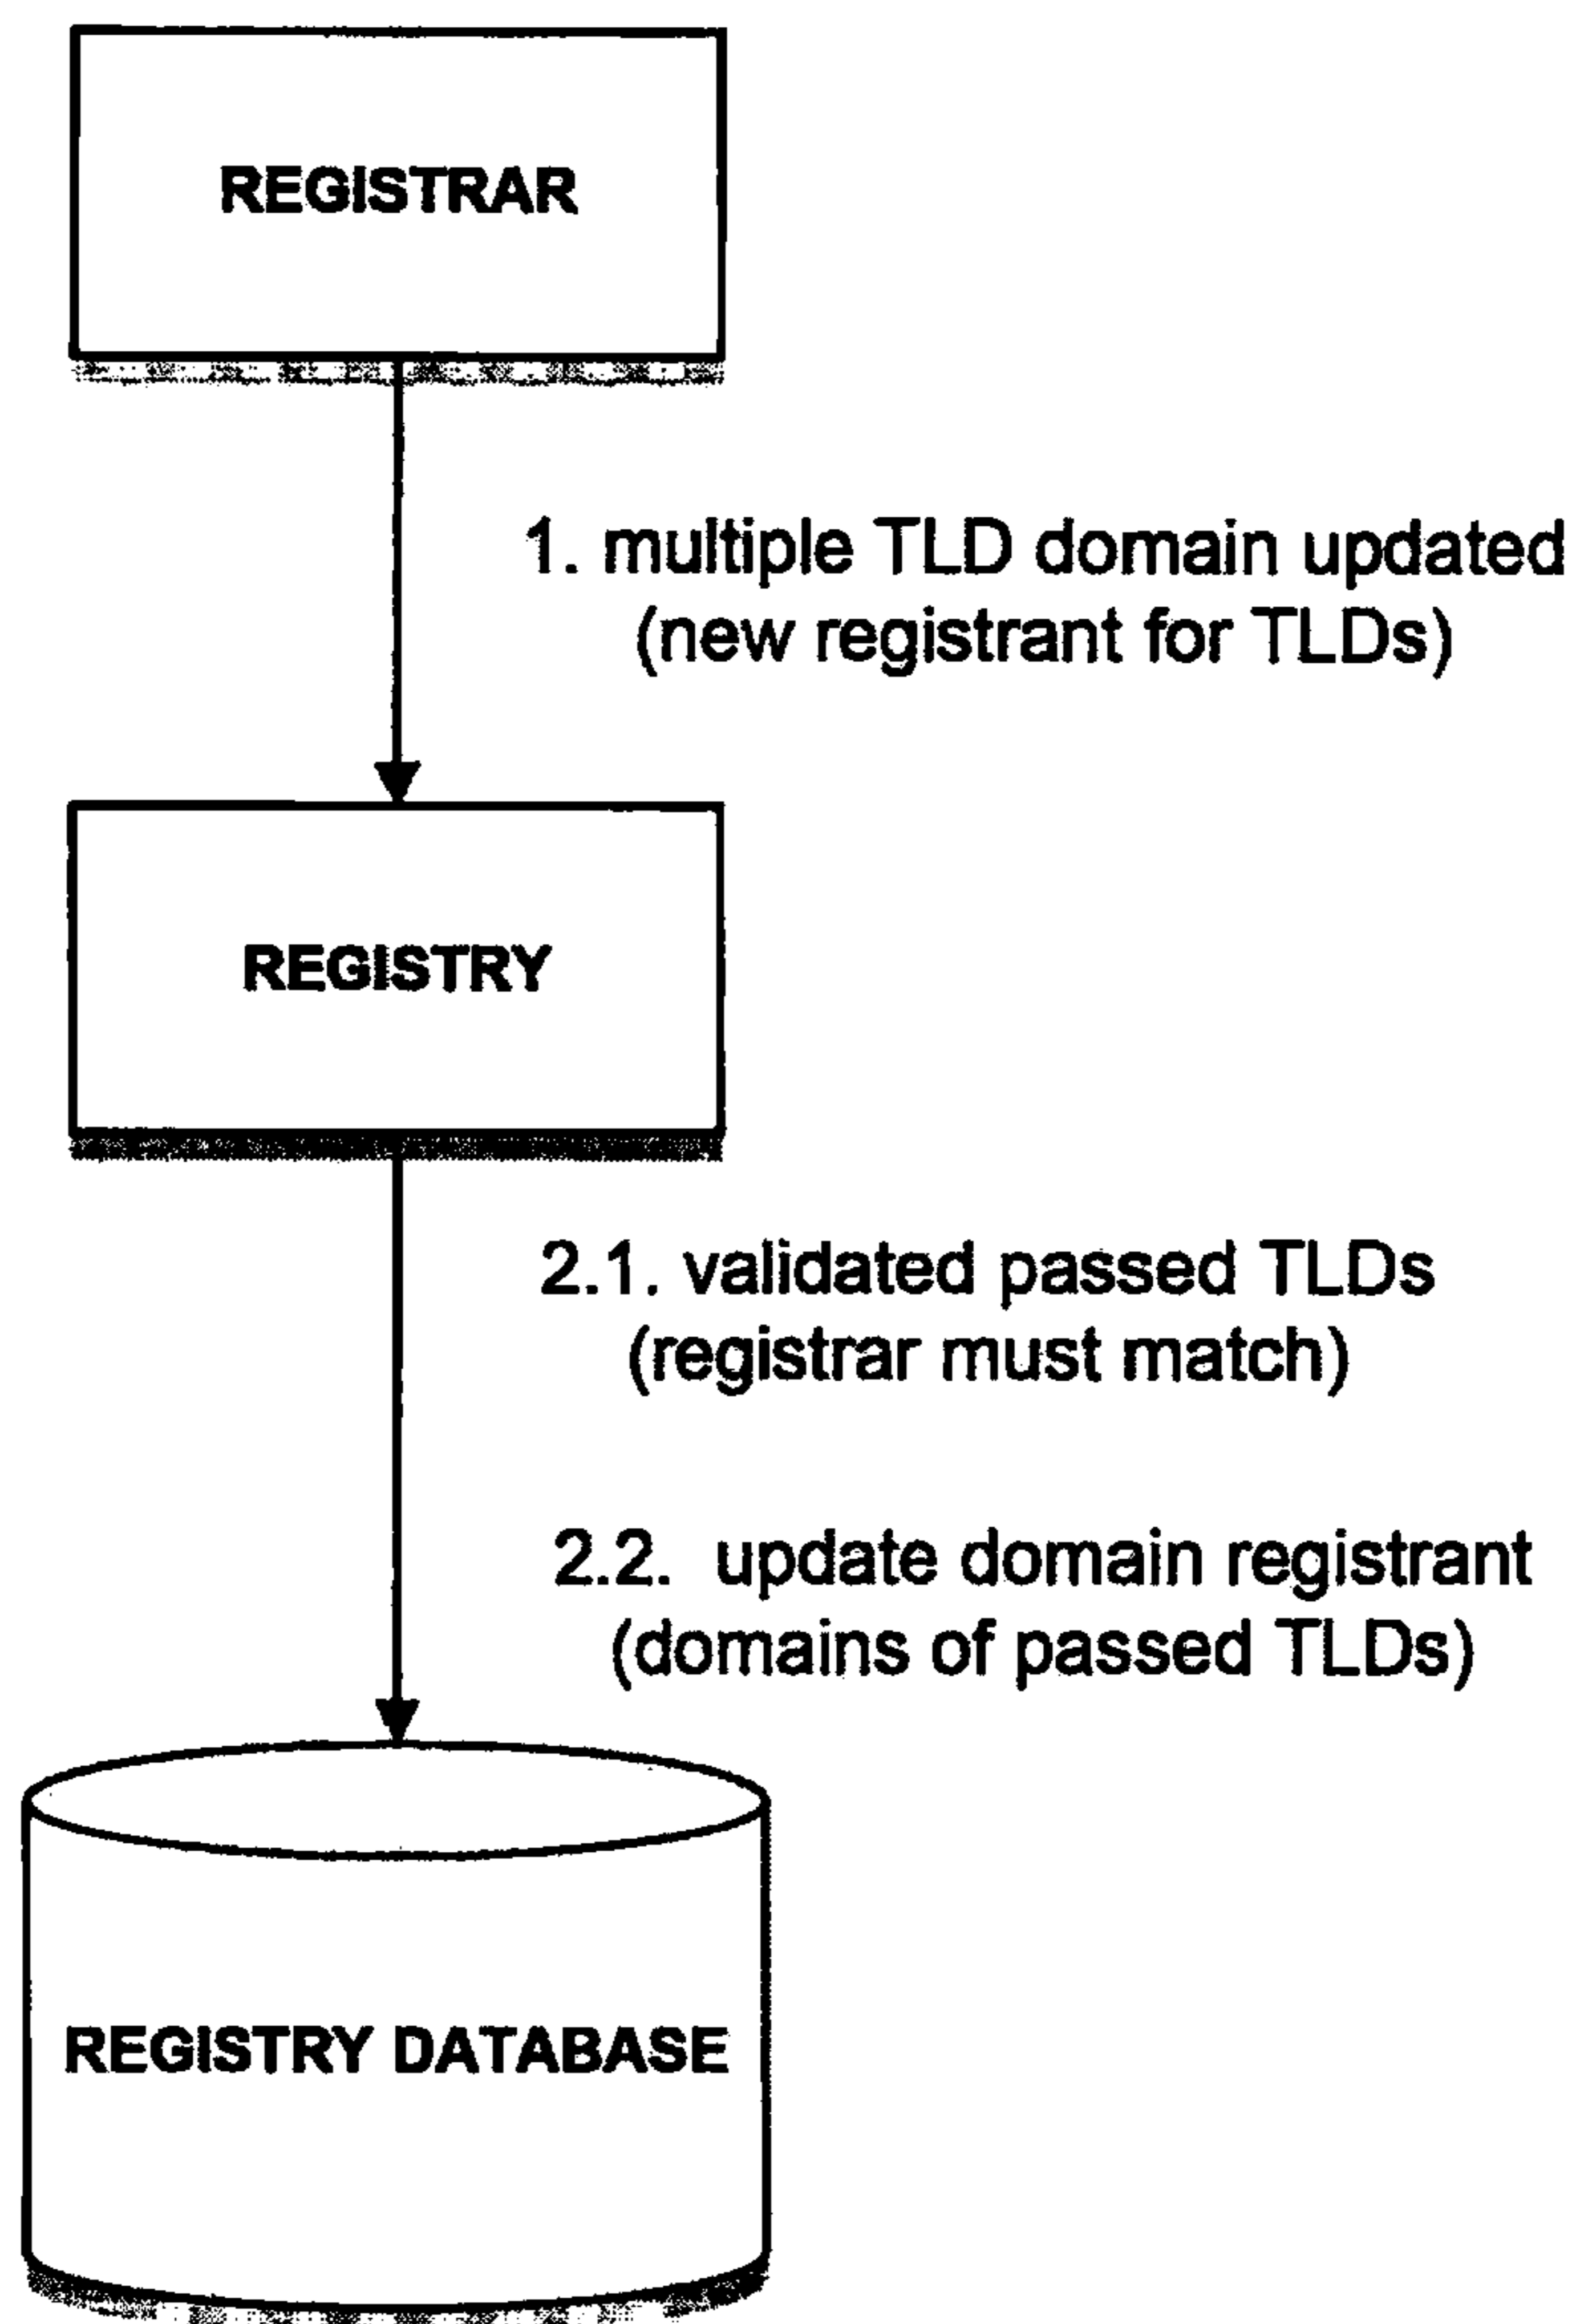 REGISTRAR
1. multiple TLD domain updated
(new registrant for TLDs)
REGISTRY
2.1. validated passed TLDs
(registrar must match)
2.2. update domain registrant
(domains of passed TLDs)
REGISTRY DATABASE